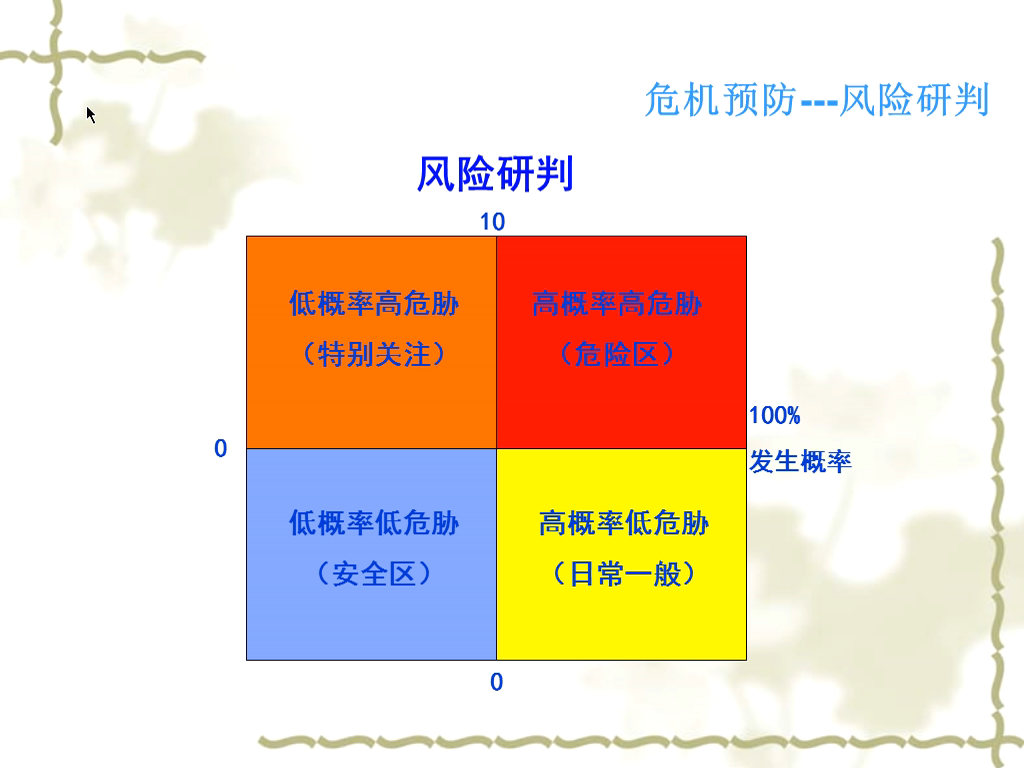 危机预防---风险研判
风险研判
10
低概率高危胁
高概率高危胁
（特别关注）
（危险区）
100%
0
发生概率
低概率低危胁
高概率低危胁
（安全区）
（日常一般）
0